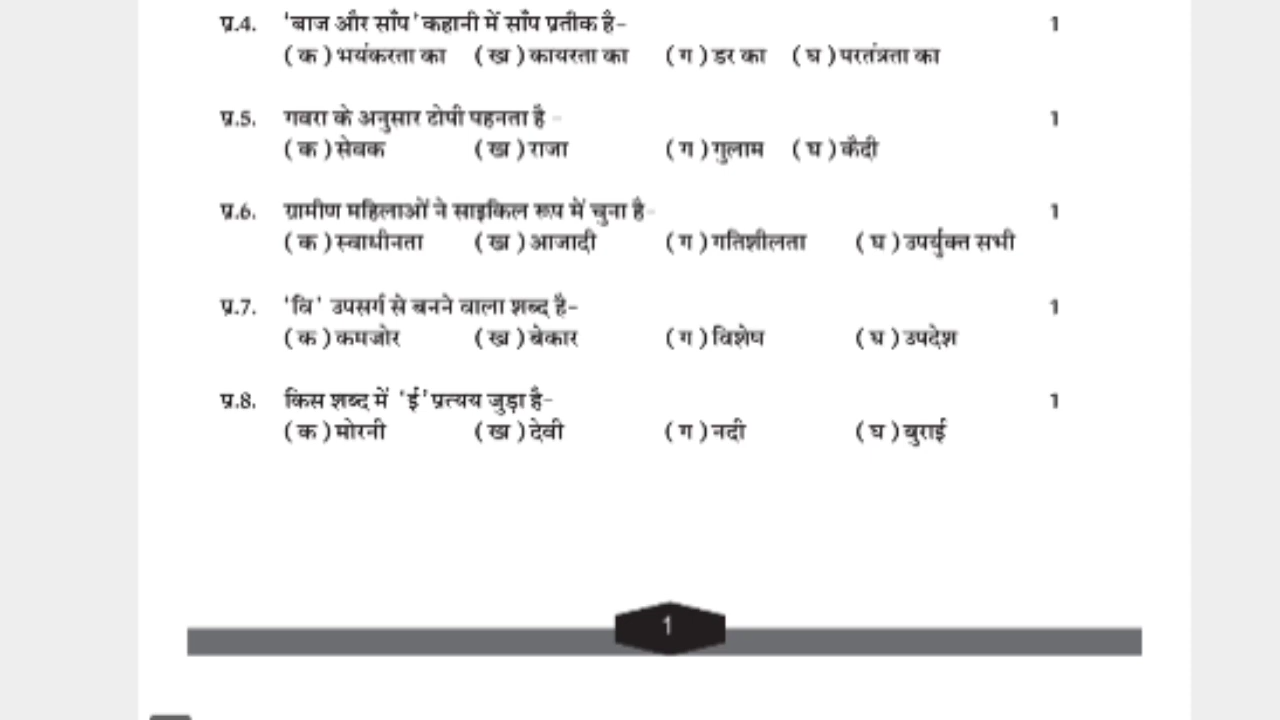 प्र.4. 'बाज और साँप' कहानी में साँप प्रतीक है- 1
(क) भयंकरता का (ख) कायरता का (ग) डर का (घ) परतंत्रता का
प्र.5. गवरा के अनुसार टोपी पहनता है - 1
(क) सेवक (ख) राजा (ग) गुलाम (घ) कैदी
प्र.6. ग्रामीण महिलाओं ने साइकिल रूप में चुना है- 1
(क) स्वाधीनता (ख) आजादी (ग) गतिशीलता (घ) उपर्युक्त सभी
प्र.7. 'वि' उपसर्ग से बनने वाला शब्द है- 1
(क) कमजोर (ख) बेकार (ग) विशेष (घ) उपदेश
प्र.8. किस शब्द में 'ई' प्रत्यय जुड़ा है- 1
(क) मोरनी (ख) देवी (ग) नदी (घ) बुराई
1